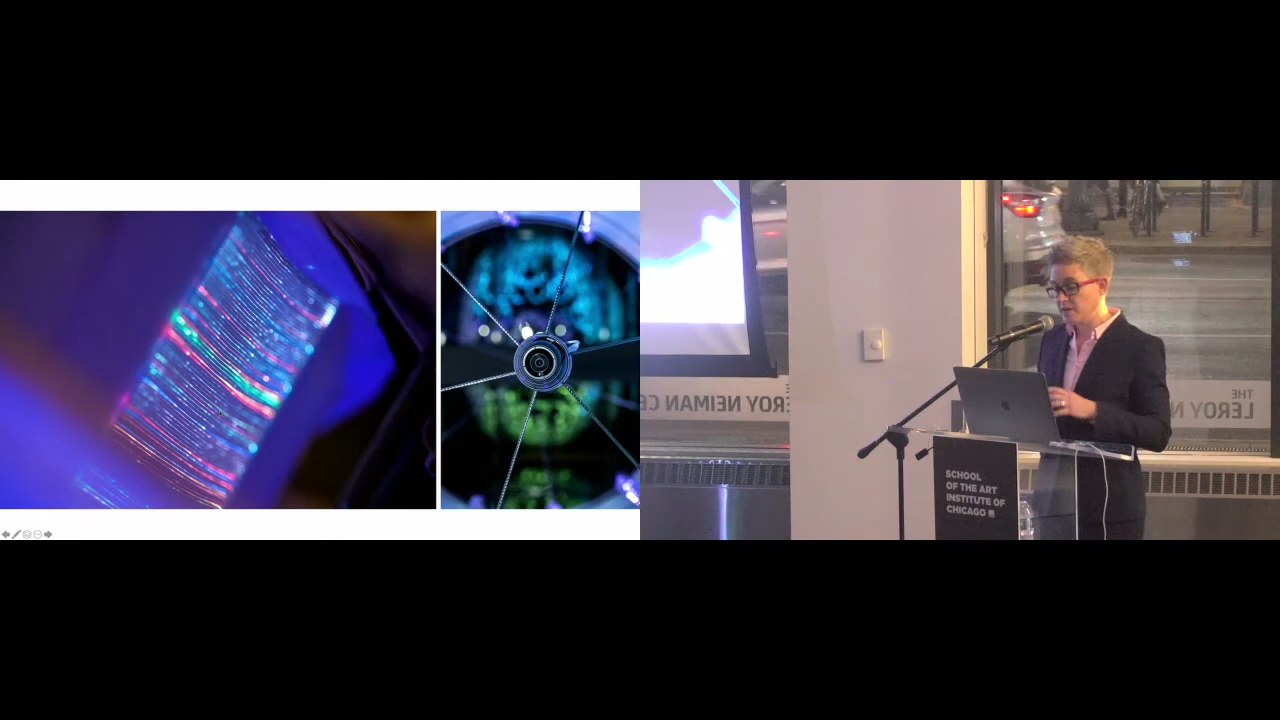 ROY NEIMAN CE
THE
LEROY N
SCHOOL
OF THE ART
INSTITUTE OF
CHICAGO